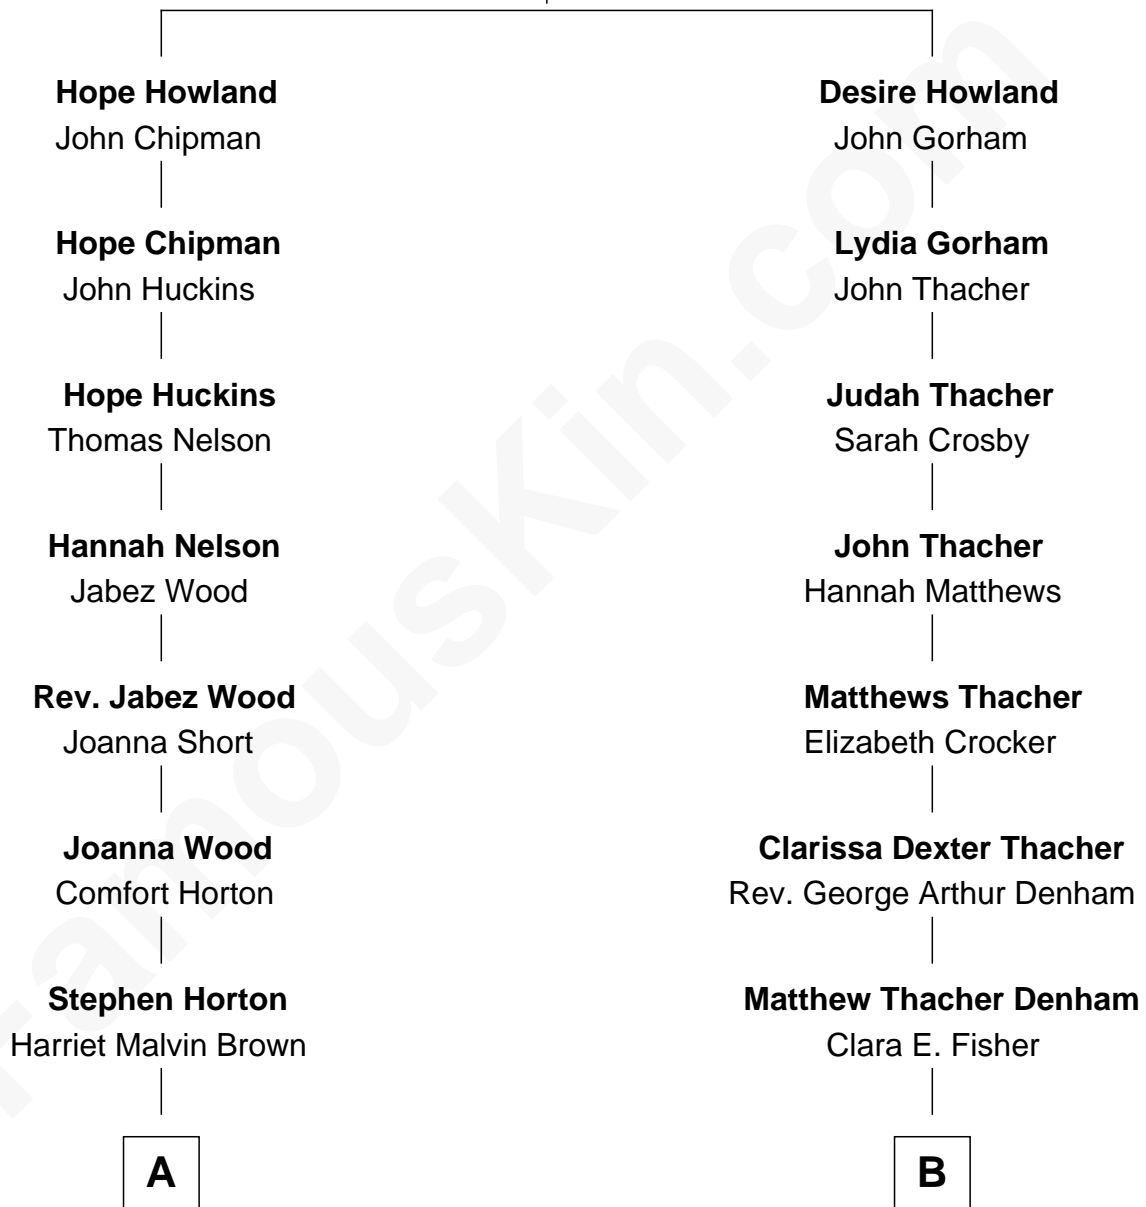 Hope Howland
John Chipman
Hope Chipman
John Huckins
Hope Huckins
Thomas Nelson
Hannah Nelson
Jabez Wood
Rev. Jabez Wood
Joanna Short
Joanna Wood
Comfort Horton
Stephen Horton
Harriet Malvin Brown
A
Desire Howland
John Gorham
Lydia Gorham
John Thacher
Judah Thacher
Sarah Crosby
John Thacher
Hannah Matthews
Matthews Thacher
Elizabeth Crocker
Clarissa Dexter Thacher
Rev. George Arthur Denham
Matthew Thacher Denham
Clara E. Fisher
B
FamousKin.com